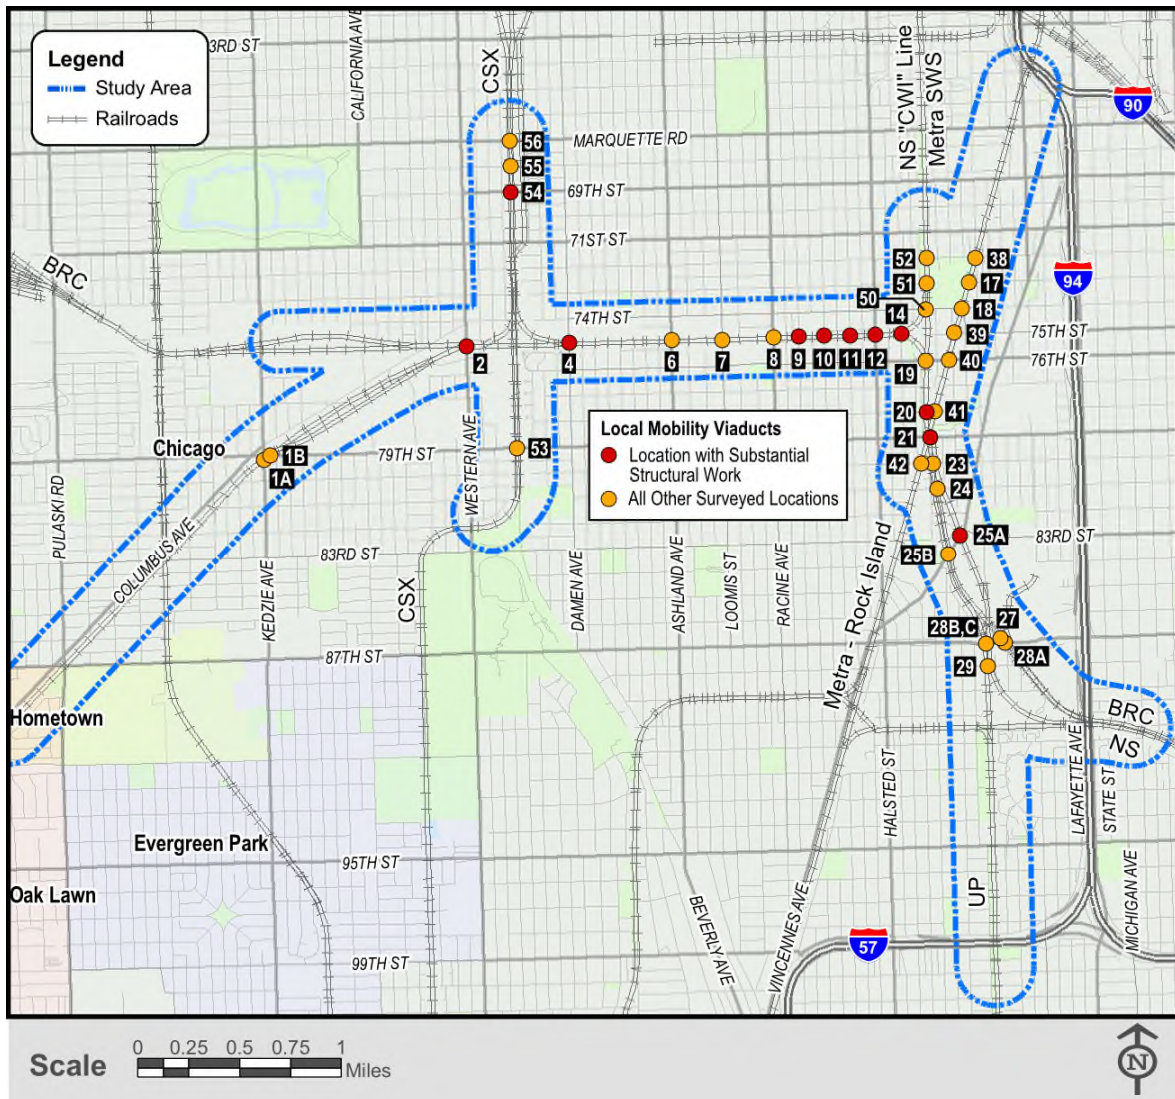 Legend
Study Area
Railroads
3RD ST
CALIFORNIA AVE
CSX
NS "CWI" Line
Metra SWS
90
56
MARQUETTE RD
55
54
69TH ST
71ST ST
BRC
52
38
94
51
17
50
14
18
74TH ST
39
75TH ST
40
76TH ST
2
4
6
7
8
9
10
11
12
19
20
41
21
Local Mobility Viaducts
Location with Substantial
Structural Work
All Other Surveyed Locations
Chicago
1B
1A
79TH ST
WESTERN AVE
53
42
23
24
PULASKI RD
COLUMBUS AVE
KEDZIE AVE
83RD ST
CSX
DAMEN AVE
ASHLAND AVE
LOOMIS ST
RACINE AVE
Metra - Rock Island
25A
83RD ST
25B
27
28B,C
28A
29
87TH ST
Hometown
BRC
NS
HALSTED ST
LAFAYETTE AVE
STATE ST
Evergreen Park
95TH ST
Oak Lawn
BEVERLY AVE
VINCENNES AVE
UP
MICHIGAN AVE
57
99TH ST
Scale
0 0.25 0.5 0.75 1
Miles
N